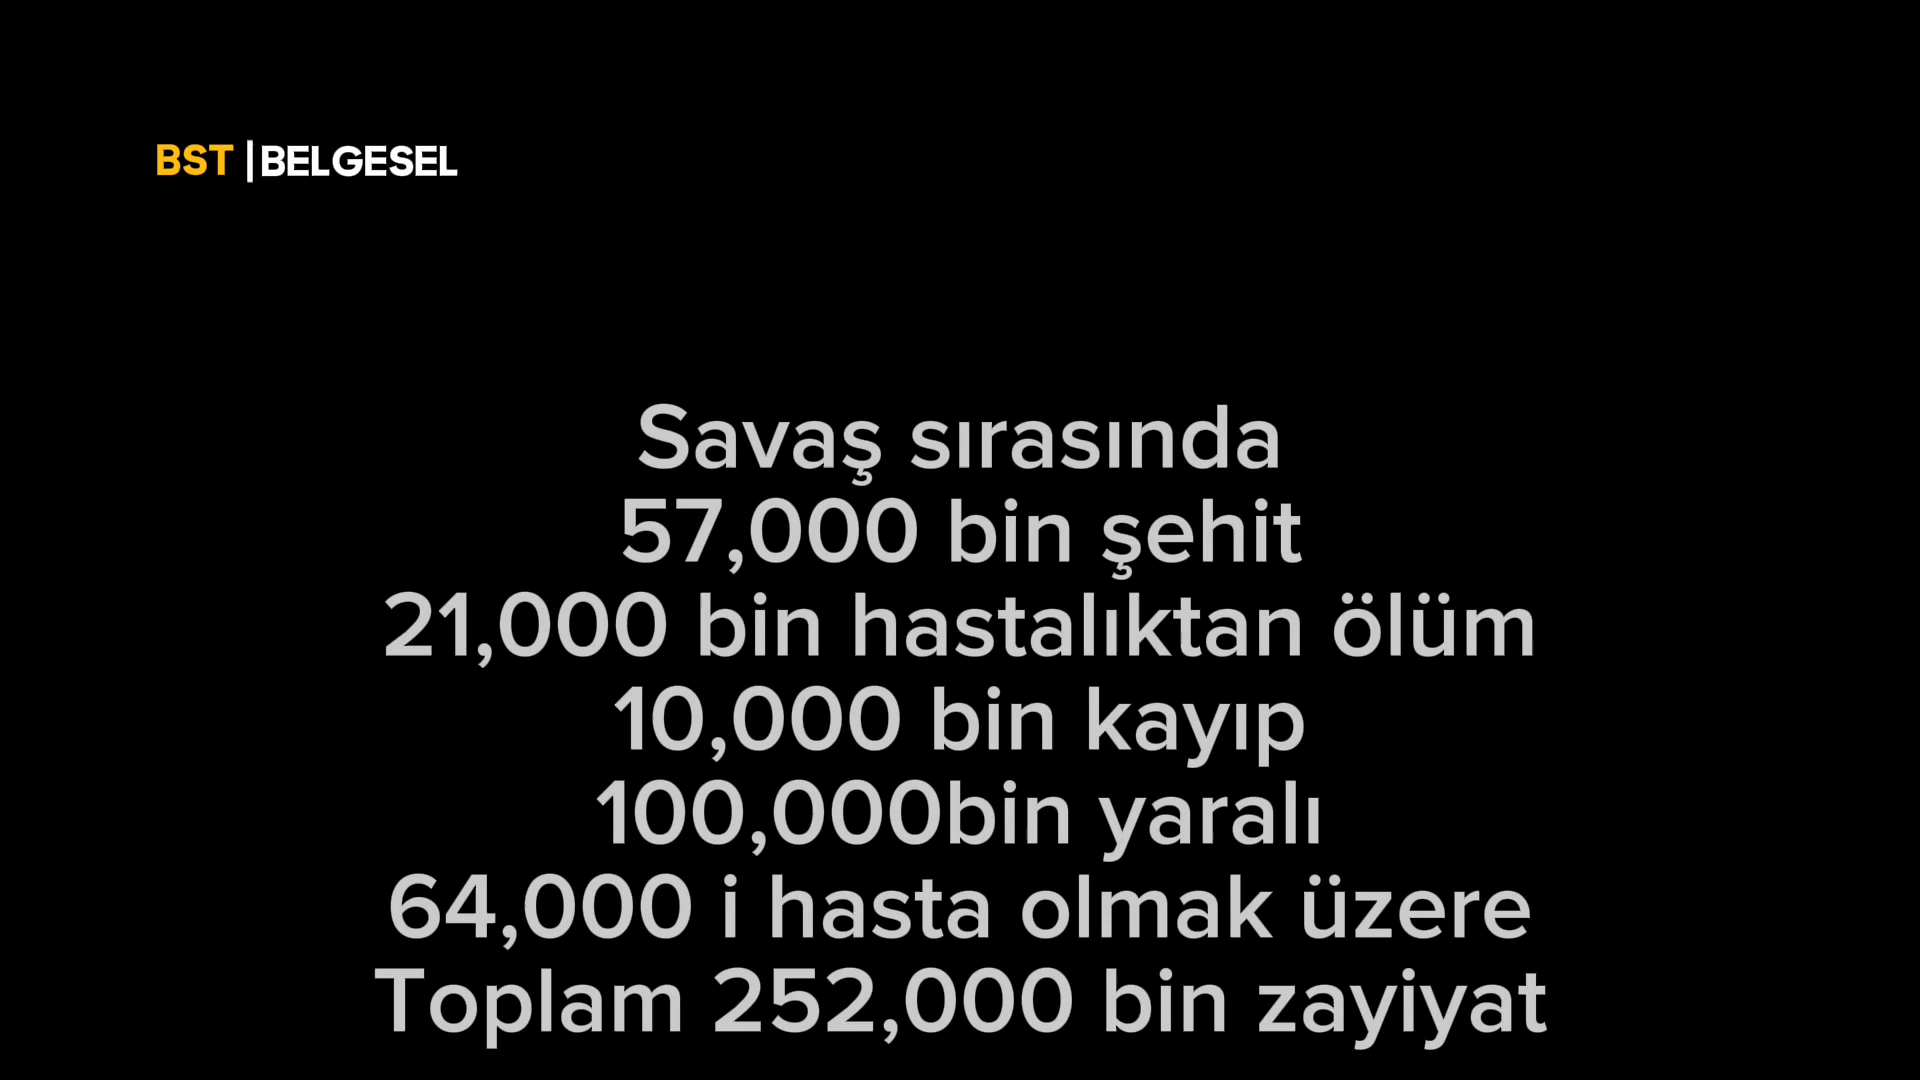 BST | BELGESEL
Savaş sırasında
57,000 bin şehit
21,000 bin hastalıktan ölüm
10,000 bin kayıp
100,000bin yaralı
64,000 i hasta olmak üzere
Toplam 252,000 bin zayiyat